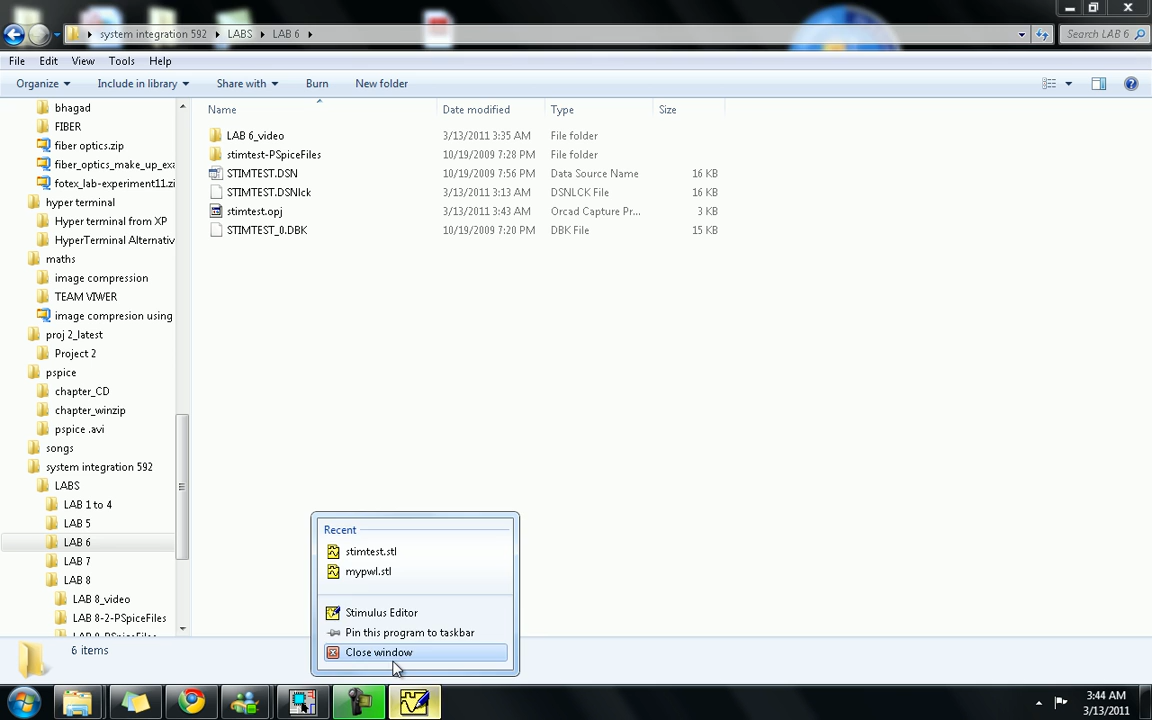 system integration 592 LABS LAB 6 Search LAB 6
File Edit View Tools Help
Organize Include in library Share with Burn New folder
Name Date modified Type Size
bhagad
FIBER
fiber optics.zip
fiber_optics_make_up_exa
fotex_lab-experiment11.zi
hyper terminal
Hyper terminal from XP
HyperTerminal Alternativ
maths
image compression
TEAM VIWER
image compresion using
proj 2_latest
Project 2
pspice
chapter_CD
chapter_winzip
pspice .avi
songs
system integration 592
LABS
LAB 1 to 4
LAB 5
LAB 6
LAB 7
LAB 8
LAB 8_video
LAB 8-2-PSpiceFiles
LAB 8-PSpiceFiles
LAB 6_video 3/13/2011 3:35 AM File folder
stimtest-PSpiceFiles 10/19/2009 7:28 PM File folder
STIMTEST.DSN 10/19/2009 7:56 PM Data Source Name 16 KB
STIMTEST.DSNlck 3/13/2011 3:13 AM DSNLCK File 16 KB
stimtest.opj 3/13/2011 3:43 AM Orcad Capture Pr... 3 KB
STIMTEST_0.DBK 10/19/2009 7:20 PM DBK File 15 KB
Recent
stimtest.stl
mypwl.stl
Stimulus Editor
Pin this program to taskbar
Close window
6 items
3:44 AM
3/13/2011